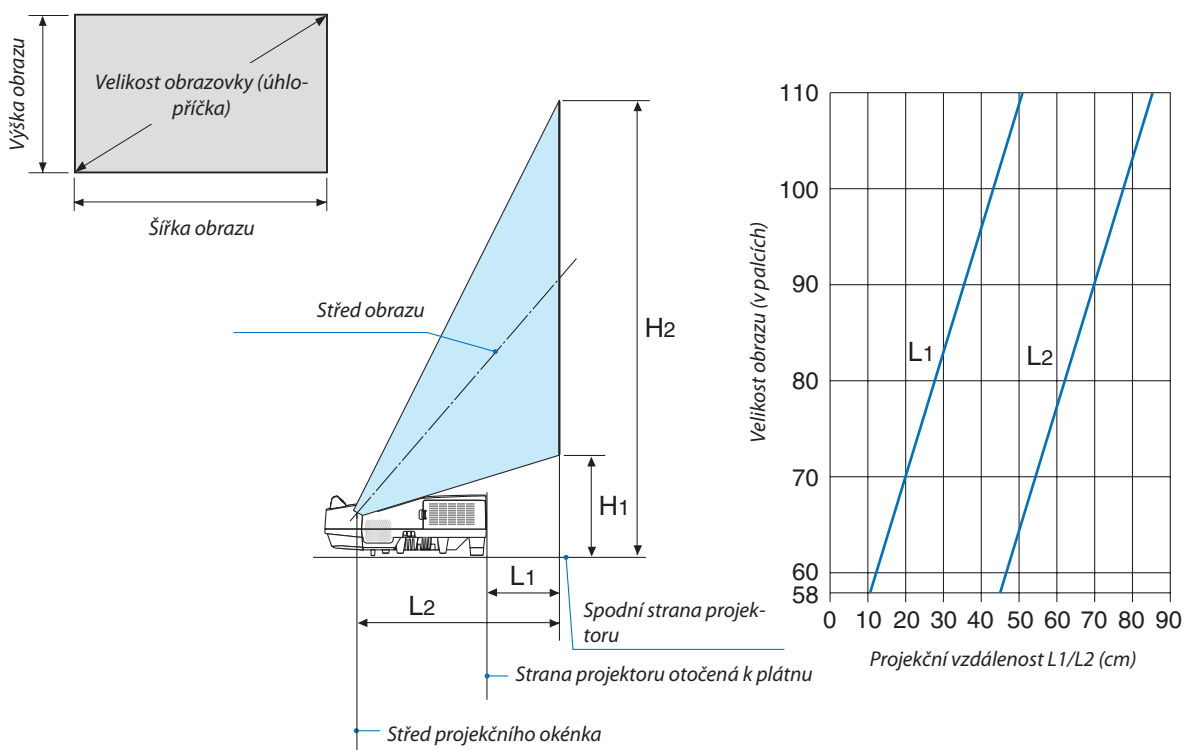 Výška obrazu
Velikost obrazovky (úhlo-
příčka)
Šířka obrazu
Střed obrazu
H2
H1
L1
L2
Spodní strana projek-
toru
Strana projektoru otočená k plátnu
Střed projekčního okénka
Velikost obrazu (v palcích)
110
100
90
80
70
60
58
L1
L2
0 10 20 30 40 50 60 70 80 90
Projekční vzdálenost L1/L2 (cm)